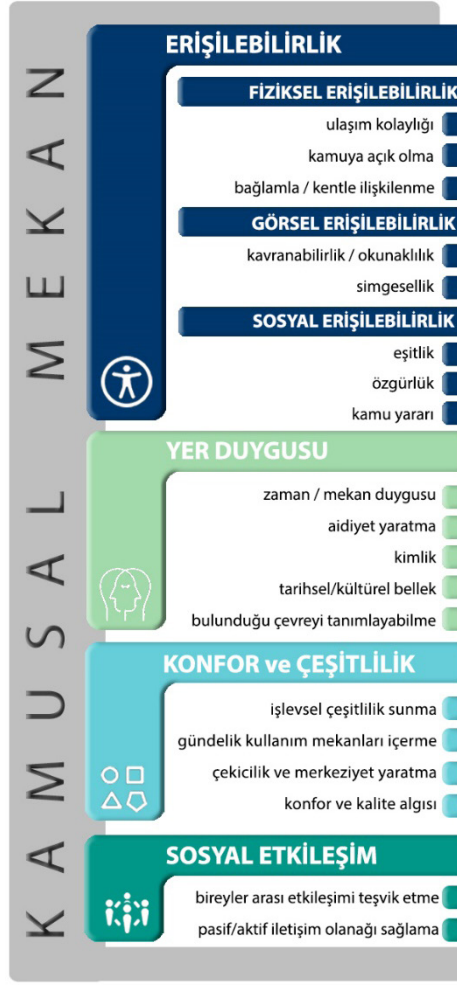 KAMUSAL MEKAN
ERİŞİLEBİLİRLİK
FİZİKSEL ERİŞİLEBİLİRLİK
ulaşım kolaylığı
kamuya açık olma
bağlamla / kentle ilişkilenme
GÖRSEL ERİŞİLEBİLİRLİK
kavranabilirlik / okunaklılık
simgesellik
SOSYAL ERİŞİLEBİLİRLİK
eşitlik
özgürlük
kamu yararı
YER DUYGUSU
zaman / mekan duygusu
aidiyet yaratma
kimlik
tarihsel/kültürel bellek
bulunduğu çevreyi tanımlayabilme
KONFOR ve ÇEŞİTLİLİK
işlevsel çeşitlilik sunma
gündelik kullanım mekanları içerme
çekicilik ve merkeziyet yaratma
konfor ve kalite algısı
SOSYAL ETKİLEŞİM
bireyler arası etkileşimi teşvik etme
pasif/aktif iletişim olanağı sağlama